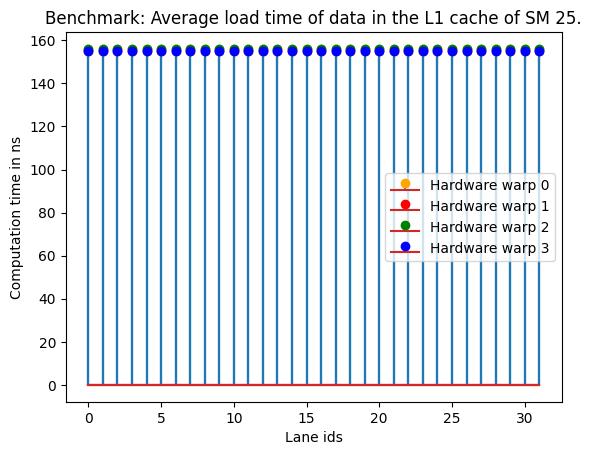 Benchmark: Average load time of data in the L1 cache of SM 25.
160
140
120
100
80
60
40
20
0
Computation time in ns
Hardware warp 0
Hardware warp 1
Hardware warp 2
Hardware warp 3
0 5 10 15 20 25 30
Lane ids